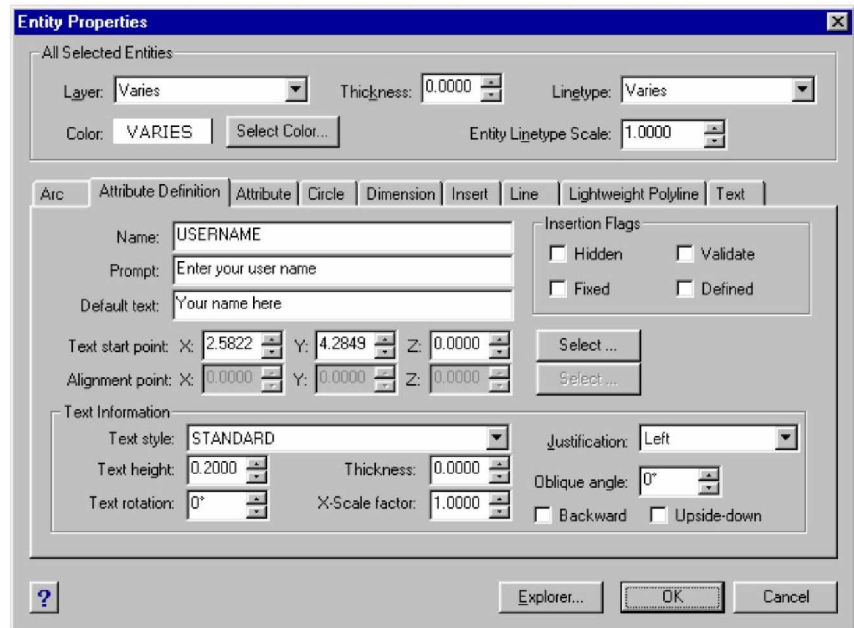 Entity Properties
All Selected Entities
Layer: Varies Thickness: 0.0000 Linetype: Varies
Color: VARIES Select Color... Entity Linetype Scale: 1.0000
Arc Attribute Definition Attribute Circle Dimension Insert Line Lightweight Polyline Text
Name: USERNAME
Prompt: Enter your user name
Default text: Your name here
Insertion Flags
Hidden Validate
Fixed Defined
Text start point: X: 2.5822 Y: 4.2849 Z: 0.0000 Select ...
Alignment point: X: 0.0000 Y: 0.0000 Z: 0.0000 Select ...
Text Information
Text style: STANDARD Justification: Left
Text height: 0.2000 Thickness: 0.0000 Oblique angle: 0°
Text rotation: 0° X-Scale factor: 1.0000 Backward Upside-down
? Explorer... OK Cancel